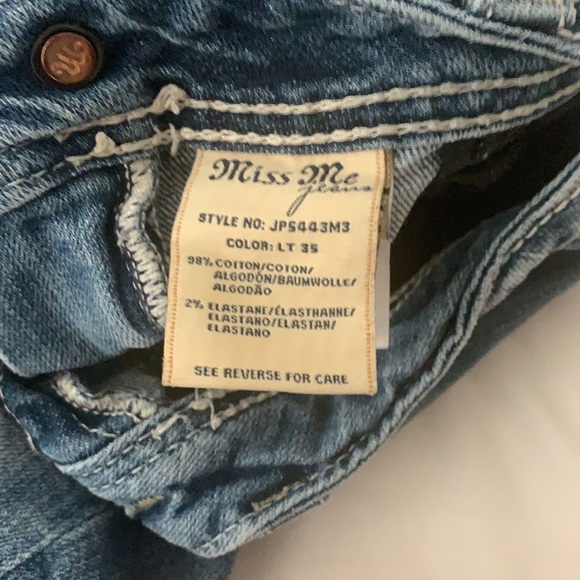 M
Miss Me
jeans
STYLE NO: JP5443M3
COLOR: LT 35
98% COTTON/COTON/
ALGODÓN/BAUMWOLLE/
ALGODÃO
2% ELASTANE/ÉLASTHANNE/
ELASTANO/ELASTAN/
ELASTANO
SEE REVERSE FOR CARE